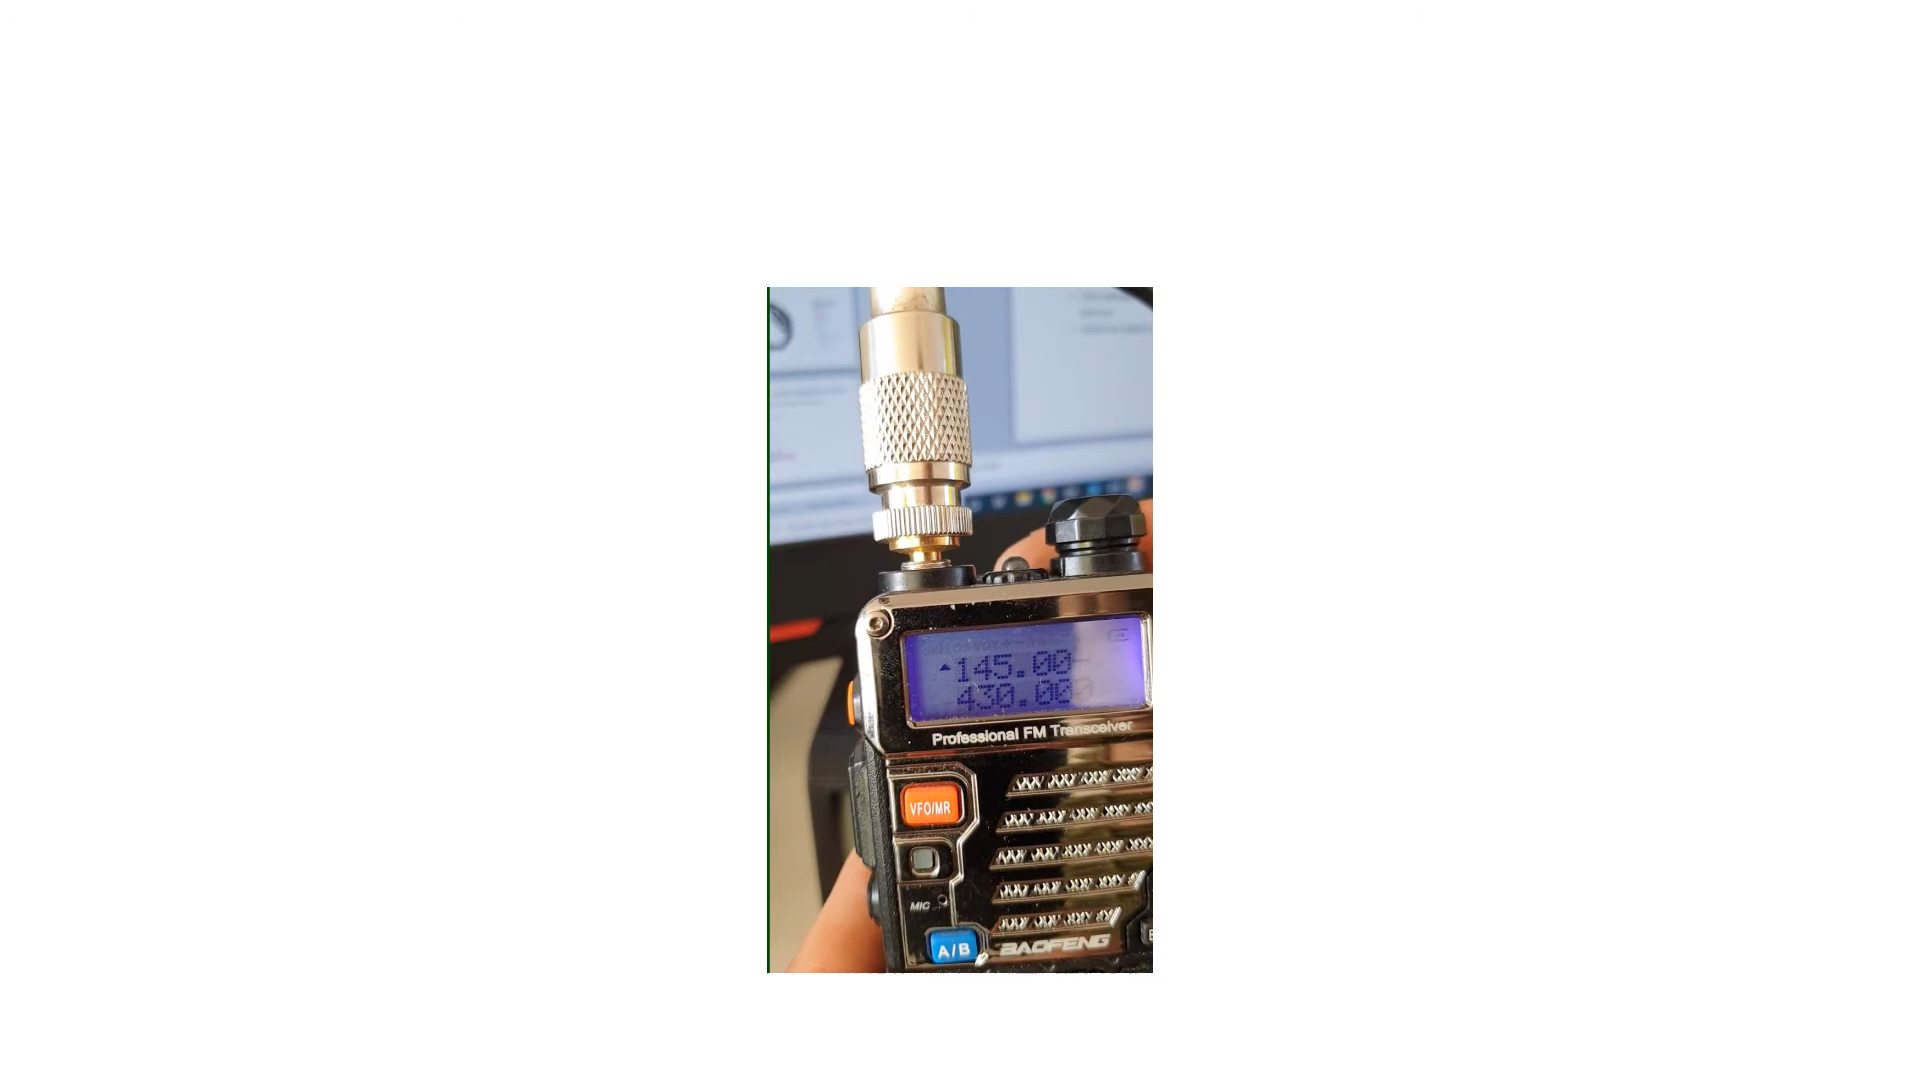 145.00
430.00
Professional FM Transceiver
VFO/MR
MIC
A/B
BAOFENG